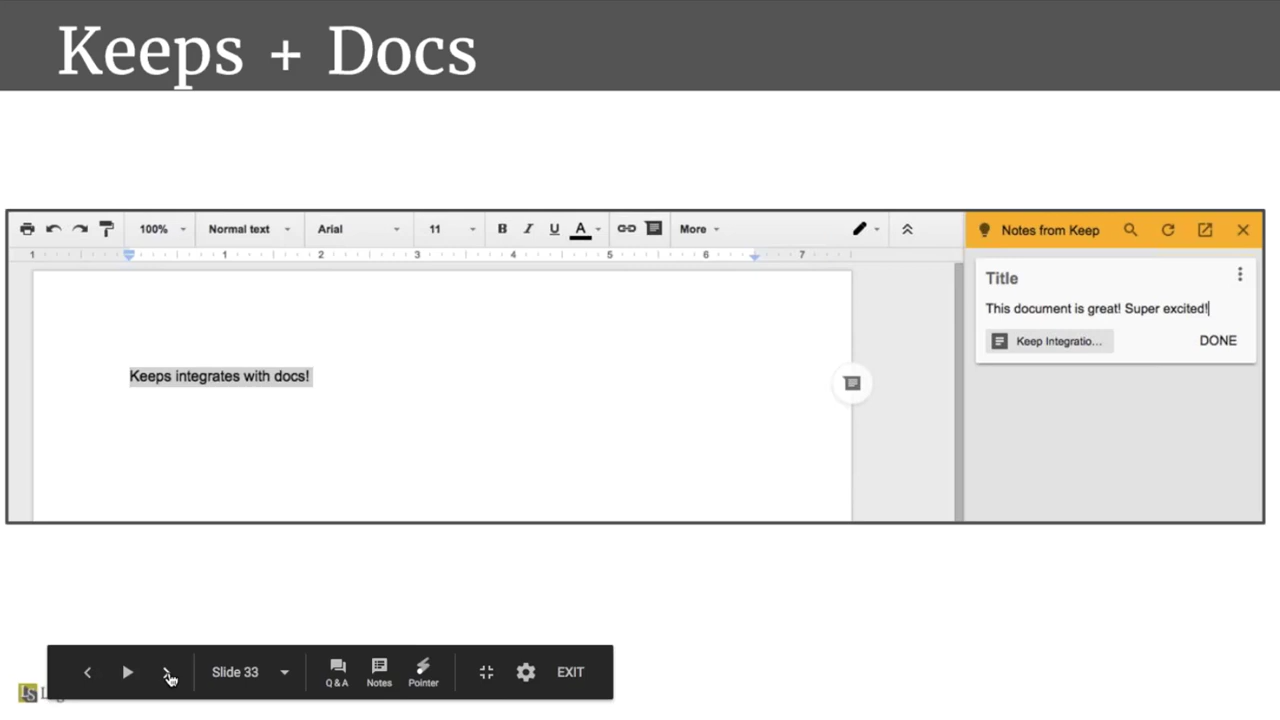 Keeps + Docs
100% Normal text Arial 11 B I U A More Notes from Keep
1 1 2 3 4 5 6 7
Title
This document is great! Super excited!
Keep Integratio... DONE
Keeps integrates with docs!
Slide 33 Q & A Notes Pointer EXIT
LS